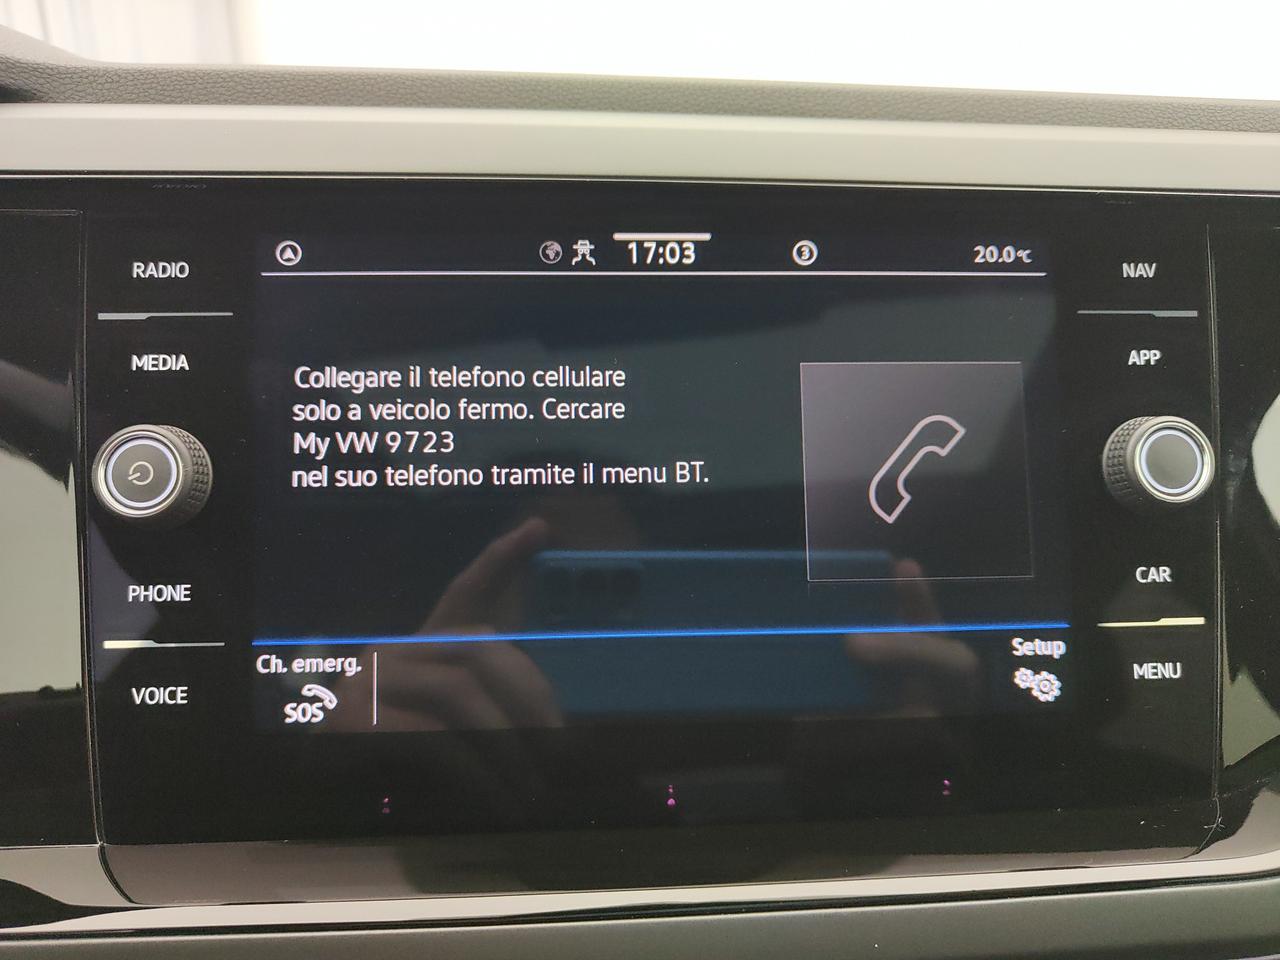 17:03
3
20.0°C
RADIO
MEDIA
PHONE
VOICE
Collegare il telefono cellulare
solo a veicolo fermo. Cercare
My VW 9723
nel suo telefono tramite il menu BT.
Ch. emerg.
SOS
Setup
NAV
APP
CAR
MENU